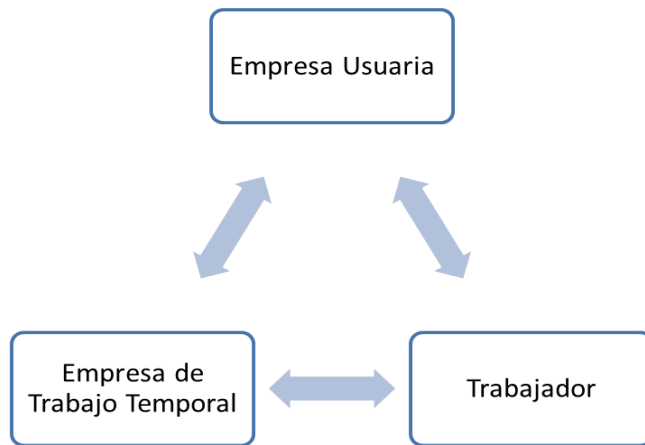 Empresa Usuaria
Empresa de
Trabajo Temporal
Trabajador